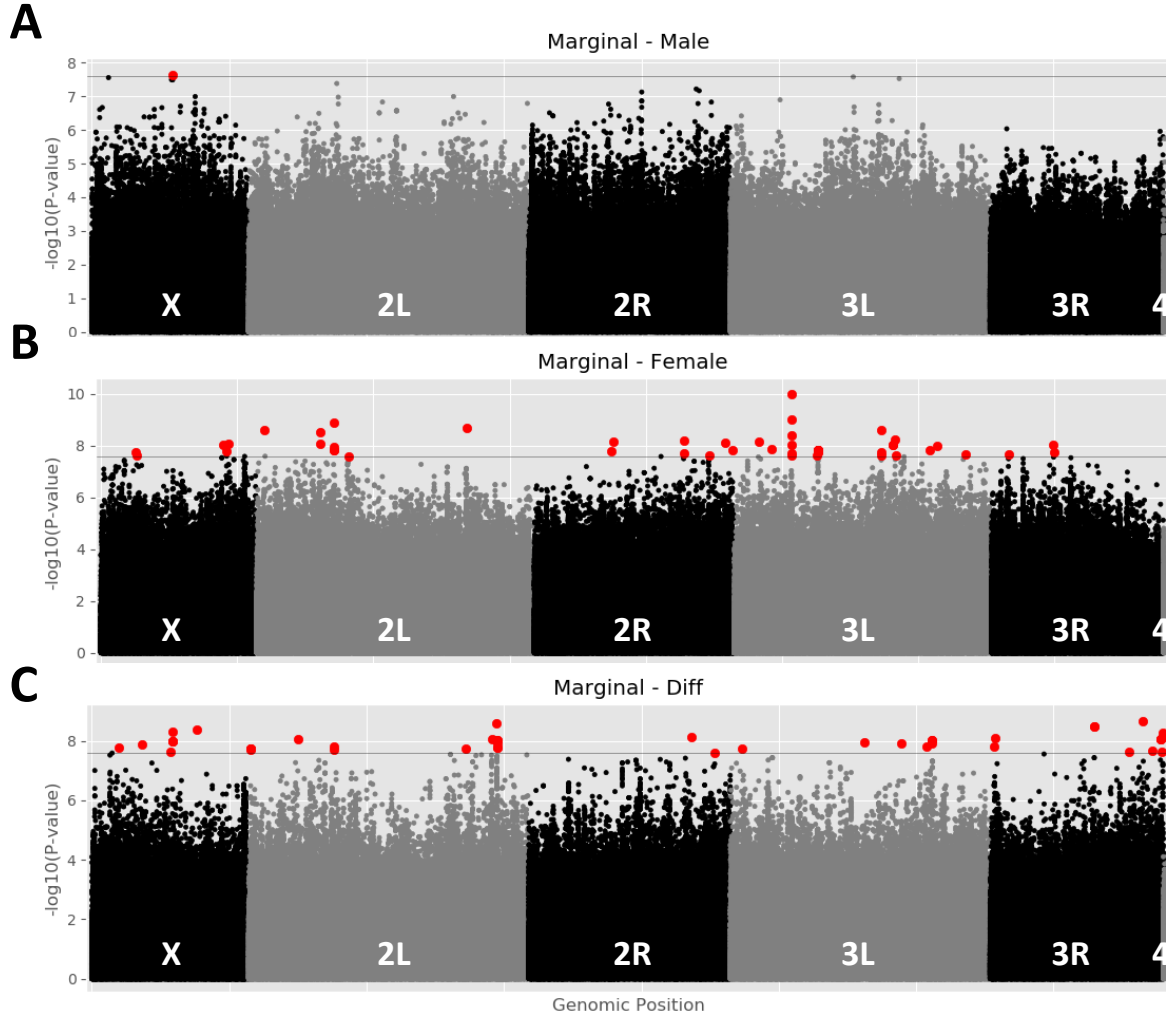 A
Marginal - Male
8
7
6
5
4
3
2
1
0
-log10(P-value)
X 2L 2R 3L 3R 4
B
Marginal - Female
10
8
6
4
2
0
-log10(P-value)
X 2L 2R 3L 3R 4
C
Marginal - Diff
8
6
4
2
0
-log10(P-value)
X 2L 2R 3L 3R 4
Genomic Position